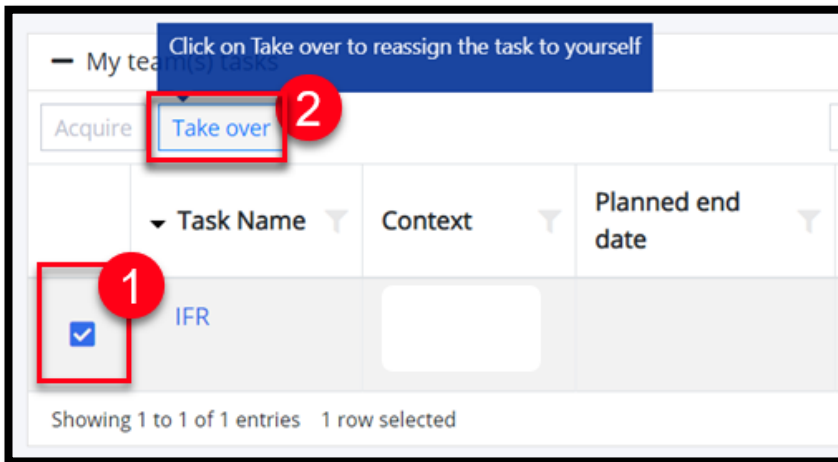 Click on Take over to reassign the task to yourself
My team(s) tasks
Acquire Take over 2
Task Name Context Planned end
date
1
IFR
Showing 1 to 1 of 1 entries 1 row selected